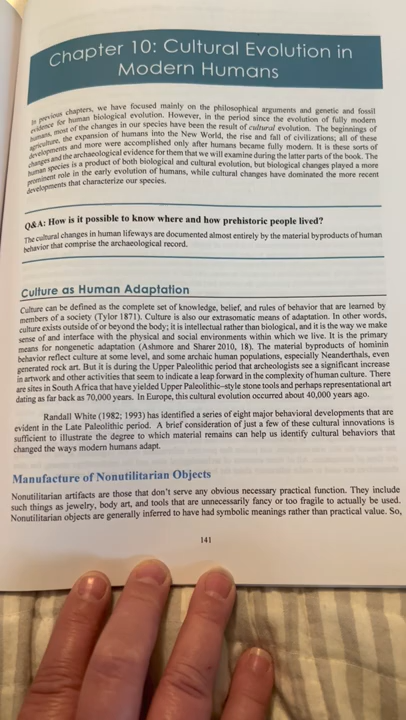 Chapter 10: Cultural Evolution in
Modern Humans
In previous chapters, we have focused mainly on the philosophical arguments and genetic and fossil
evidence for human biological evolution. However, in the period since the evolution of fully modern
humans, most of the changes in our species have been the result of cultural evolution. The beginnings of
agriculture, the expansion of humans into the New World, the rise and fall of civilizations; all of these
developments and more were accomplished only after humans became fully modern. It is these sorts of
changes and the archaeological evidence for them that we will examine during the latter parts of the book. The
human species is a product of both biological and cultural evolution, but biological changes played a more
prominent role in the early evolution of humans, while cultural changes have dominated the more recent
developments that characterize our species.
Q&A: How is it possible to know where and how prehistoric people lived?
The cultural changes in human lifeways are documented almost entirely by the material byproducts of human
behavior that comprise the archaeological record.
Culture as Human Adaptation
Culture can be defined as the complete set of knowledge, belief, and rules of behavior that are learned by
members of a society (Tylor 1871). Culture is also our extrasomatic means of adaptation. In other words,
culture exists outside of or beyond the body; it is intellectual rather than biological, and it is the way we make
sense of and interface with the physical and social environments within which we live. It is the primary
means for nongenetic adaptation (Ashmore and Sharer 2010, 18). The material byproducts of hominin
behavior reflect culture at some level, and some archaic human populations, especially Neanderthals, even
generated rock art. But it is during the Upper Paleolithic period that archeologists see a significant increase
in artwork and other activities that seem to indicate a leap forward in the complexity of human culture. There
are sites in South Africa that have yielded Upper Paleolithic–style stone tools and perhaps representational art
dating as far back as 70,000 years. In Europe, this cultural evolution occurred about 40,000 years ago.
Randall White (1982; 1993) has identified a series of eight major behavioral developments that are
evident in the Late Paleolithic period. A brief consideration of just a few of these cultural innovations is
sufficient to illustrate the degree to which material remains can help us identify cultural behaviors that
changed the ways modern humans adapt.
Manufacture of Nonutilitarian Objects
Nonutilitarian artifacts are those that don't serve any obvious necessary practical function. They include
such things as jewelry, body art, and tools that are unnecessarily fancy or too fragile to actually be used.
Nonutilitarian objects are generally inferred to have had symbolic meanings rather than practical value. So,
141